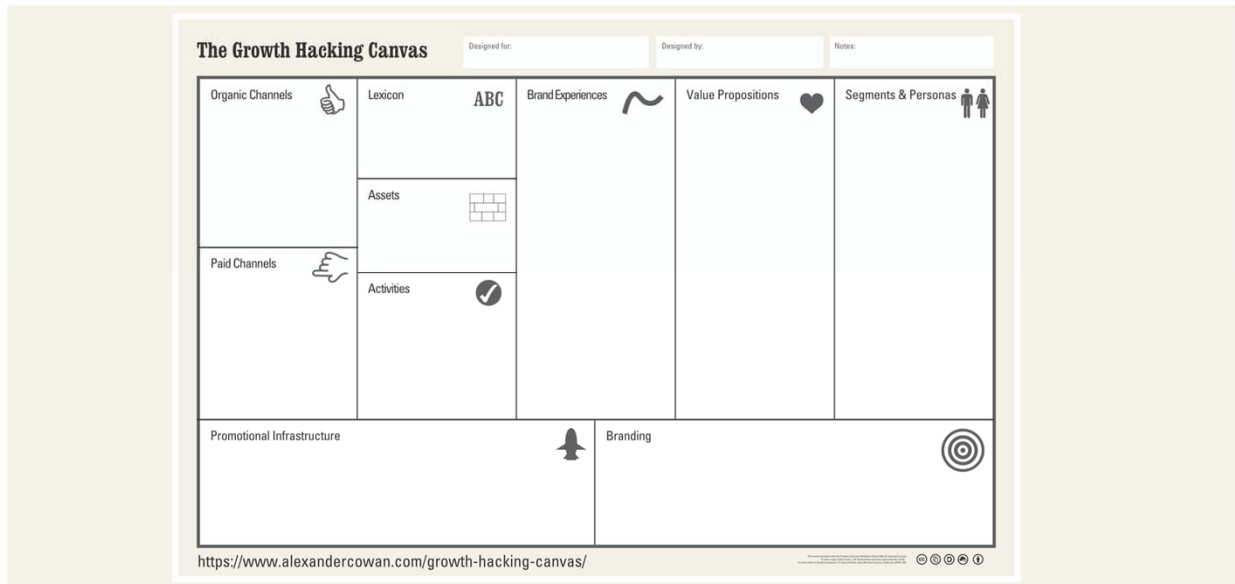 The Growth Hacking Canvas
Designed for:
Designed by:
Notes:
Organic Channels
Lexicon
ABC
Brand Experiences
Value Propositions
Segments & Personas
Assets
Paid Channels
Activities
Promotional Infrastructure
Branding
https://www.alexandercowan.com/growth-hacking-canvas/